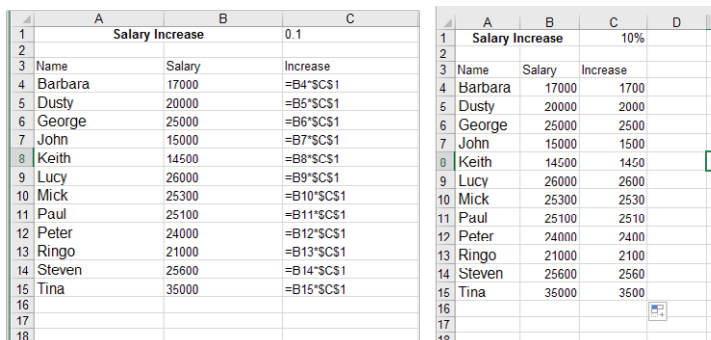 A B C
1 Salary Increase 0.1
2
3 Name Salary Increase
4 Barbara 17000 =B4*$C$1
5 Dusty 20000 =B5*$C$1
6 George 25000 =B6*$C$1
7 John 15000 =B7*$C$1
8 Keith 14500 =B8*$C$1
9 Lucy 26000 =B9*$C$1
10 Mick 25300 =B10*$C$1
11 Paul 25100 =B11*$C$1
12 Peter 24000 =B12*$C$1
13 Ringo 21000 =B13*$C$1
14 Steven 25600 =B14*$C$1
15 Tina 35000 =B15*$C$1
16
17
18
A B C D
1 Salary Increase 10%
2
3 Name Salary Increase
4 Barbara 17000 1700
5 Dusty 20000 2000
6 George 25000 2500
7 John 15000 1500
8 Keith 14500 1450
9 Lucy 26000 2600
10 Mick 25300 2530
11 Paul 25100 2510
12 Peter 24000 2400
13 Ringo 21000 2100
14 Steven 25600 2560
15 Tina 35000 3500
16
17
18